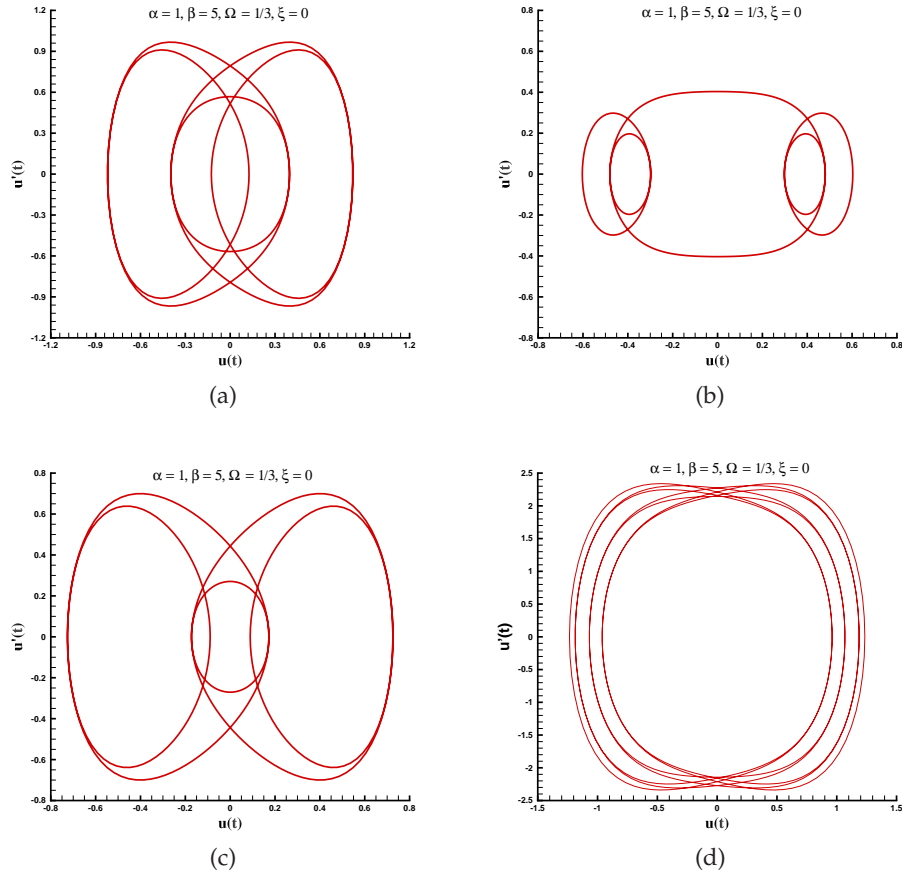 α = 1, β = 5, Ω = 1/3, ξ = 0
1.2
0.9
0.6
0.3
0
-0.3
-0.6
-0.9
-1.2
u'(t)
-1.2 -0.9 -0.6 -0.3 0 0.3 0.6 0.9 1.2
u(t)
(a)
α = 1, β = 5, Ω = 1/3, ξ = 0
0.8
0.6
0.4
0.2
0
-0.2
-0.4
-0.6
-0.8
u'(t)
-0.8 -0.6 -0.4 -0.2 0 0.2 0.4 0.6 0.8
u(t)
(b)
α = 1, β = 5, Ω = 1/3, ξ = 0
0.8
0.6
0.4
0.2
0
-0.2
-0.4
-0.6
-0.8
u'(t)
-0.8 -0.6 -0.4 -0.2 0 0.2 0.4 0.6 0.8
u(t)
(c)
α = 1, β = 5, Ω = 1/3, ξ = 0
2.5
2
1.5
1
0.5
0
-0.5
-1
-1.5
-2
-2.5
u'(t)
-1 -0.5 0 0.5 1 1.5
u(t)
(d)